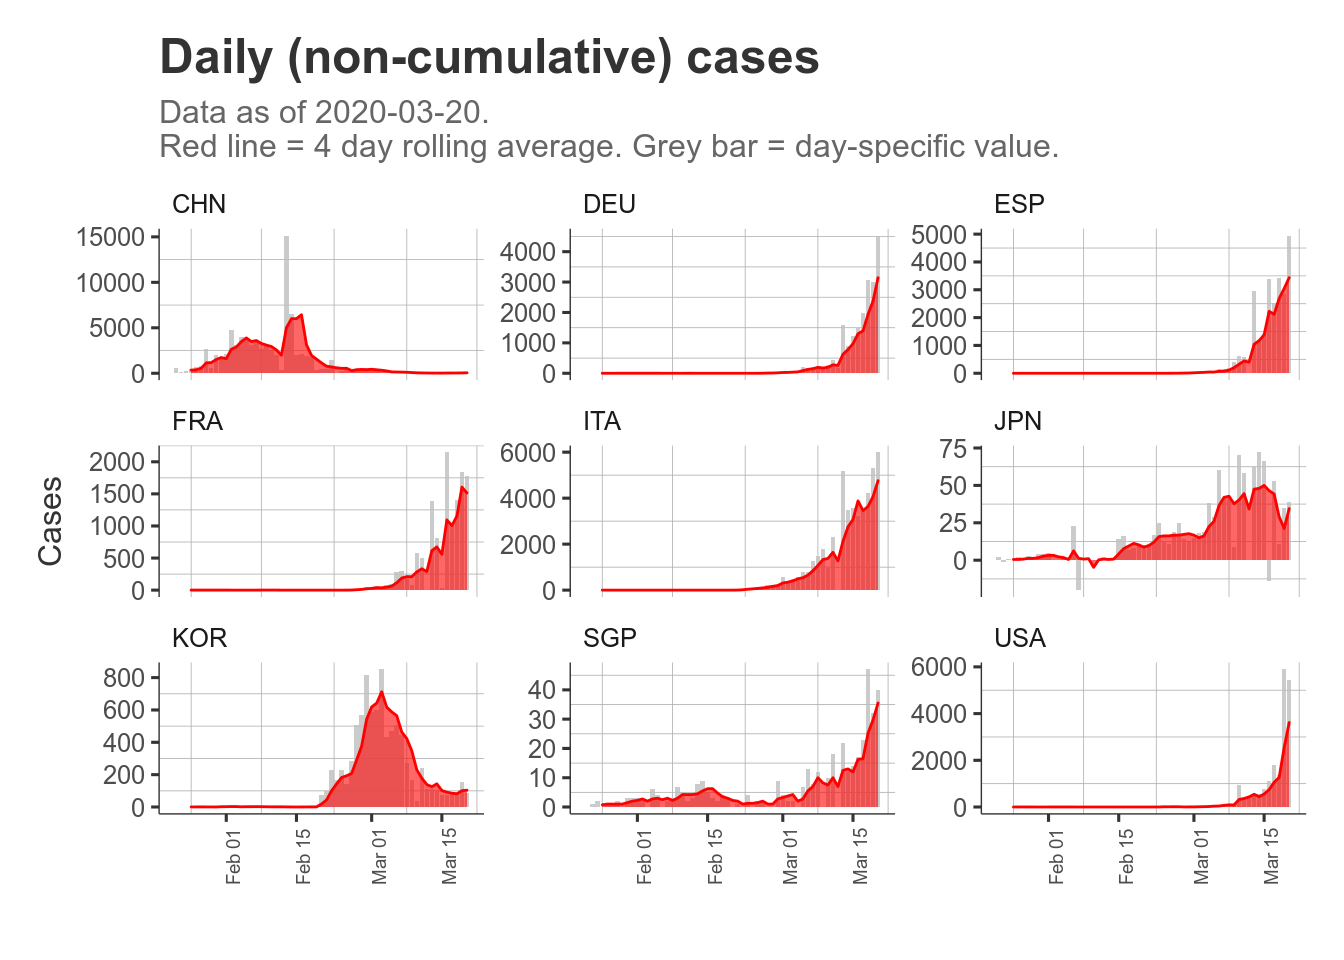 Daily (non-cumulative) cases
Data as of 2020-03-20.
Red line = 4 day rolling average. Grey bar = day-specific value.
CHN
DEU
ESP
15000
10000
5000
0
4000
3000
2000
1000
0
5000
4000
3000
2000
1000
0
FRA
ITA
JPN
2000
1500
1000
500
0
6000
4000
2000
0
75
50
25
0
Cases
KOR
SGP
USA
800
600
400
200
0
40
30
20
10
0
6000
4000
2000
0
Feb 01
Feb 15
Mar 01
Mar 15
Feb 01
Feb 15
Mar 01
Mar 15
Feb 01
Feb 15
Mar 01
Mar 15